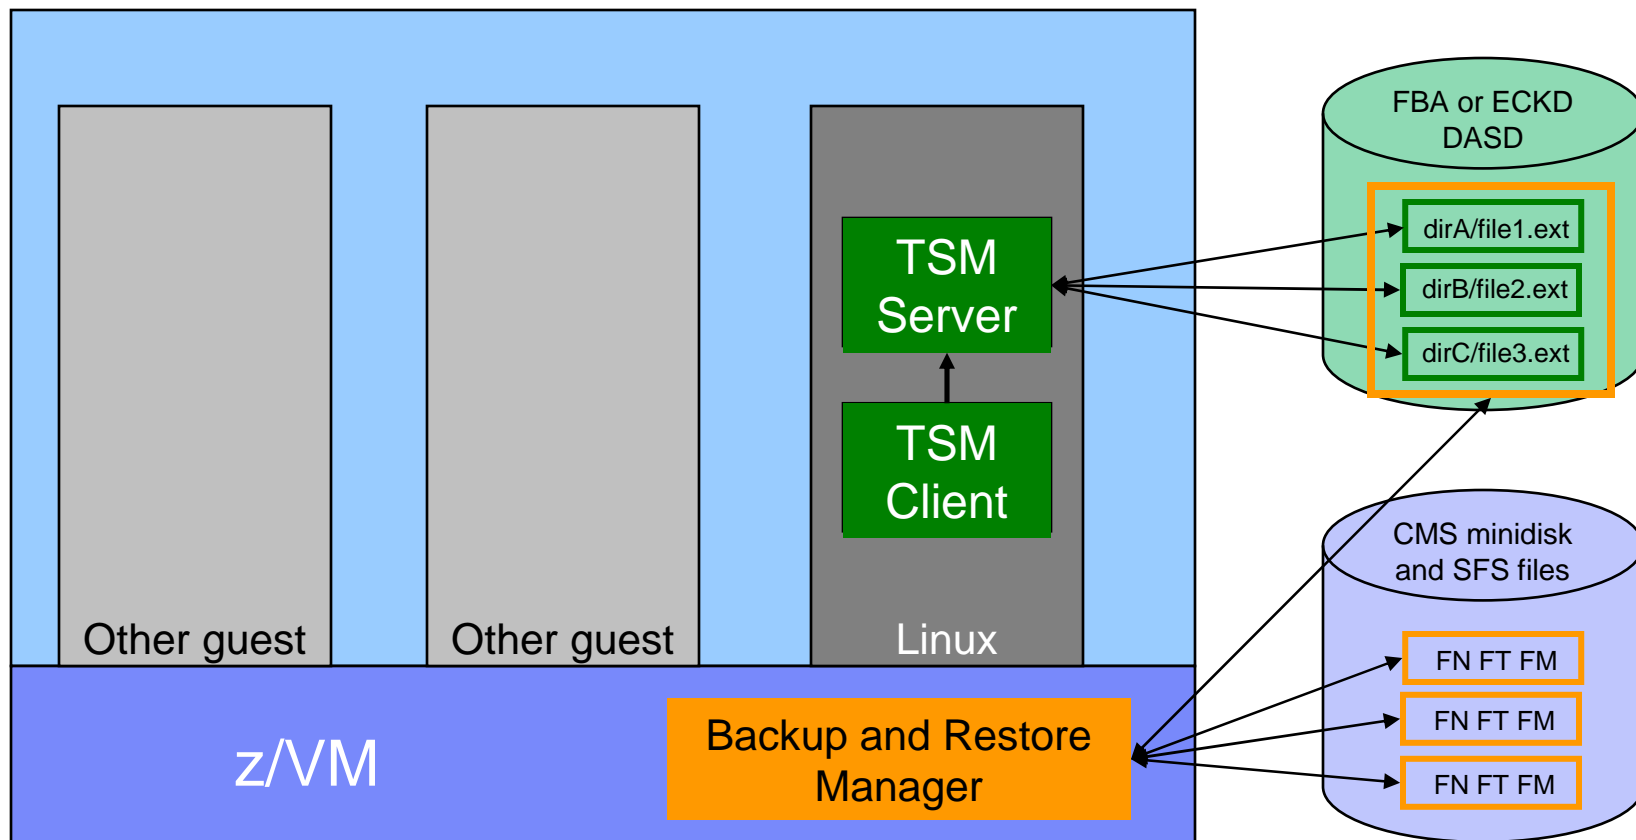 Other guest
Other guest
TSM
Server
TSM
Client
Linux
z/VM
Backup and Restore
Manager
FBA or ECKD
DASD
dirA/file1.ext
dirB/file2.ext
dirC/file3.ext
CMS minidisk
and SFS files
FN FT FM
FN FT FM
FN FT FM